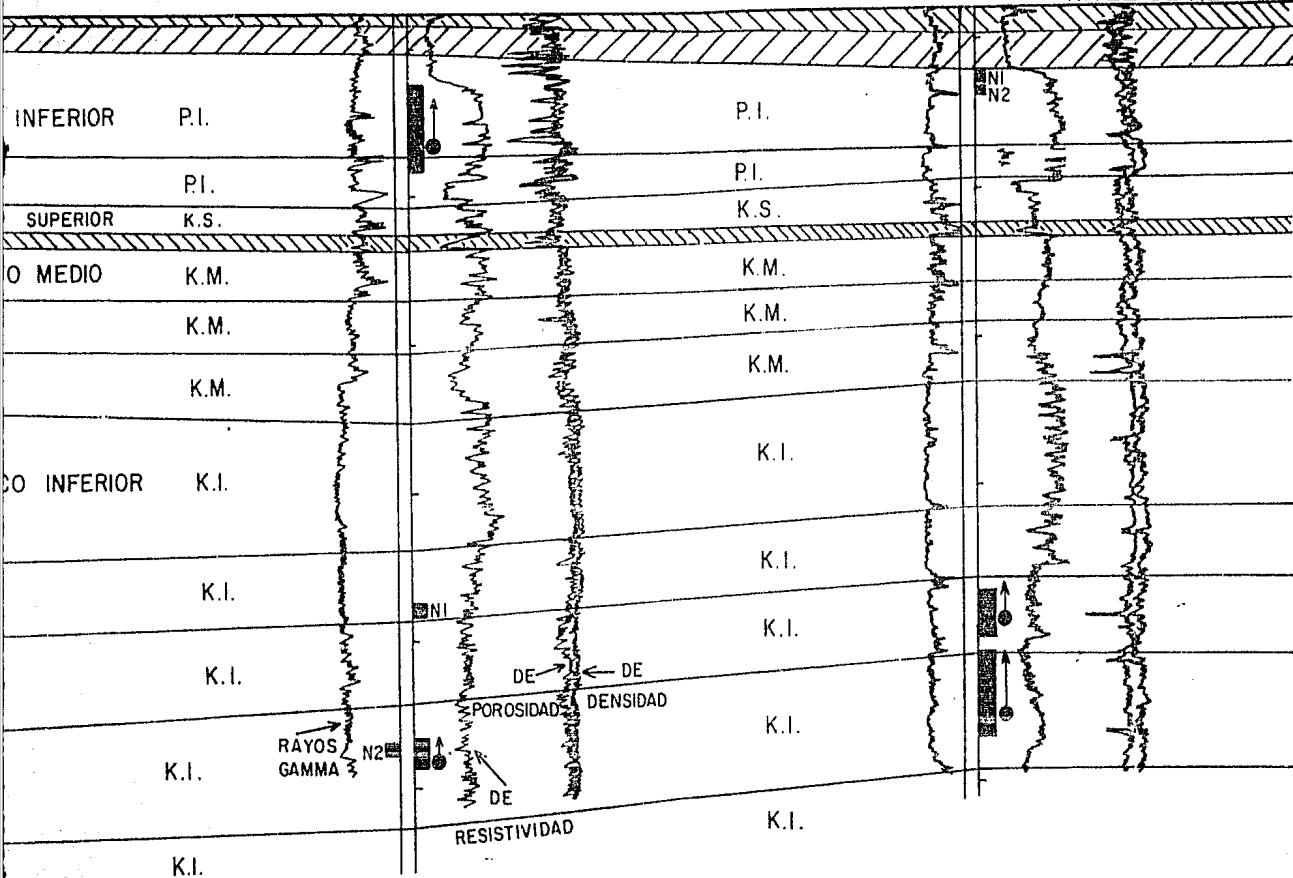 N1
N2
INFERIOR P.I. P.I.
P.I. P.I.
SUPERIOR K.S. K.S.
O MEDIO K.M. K.M.
K.M. K.M.
K.M. K.M.
CO INFERIOR K.I. K.I.
K.I. K.I.
N1
K.I. K.I.
DE DE
POROSIDAD DENSIDAD
RAYOS GAMMA
N2
K.I. K.I.
DE RESISTIVIDAD
K.I. K.I.